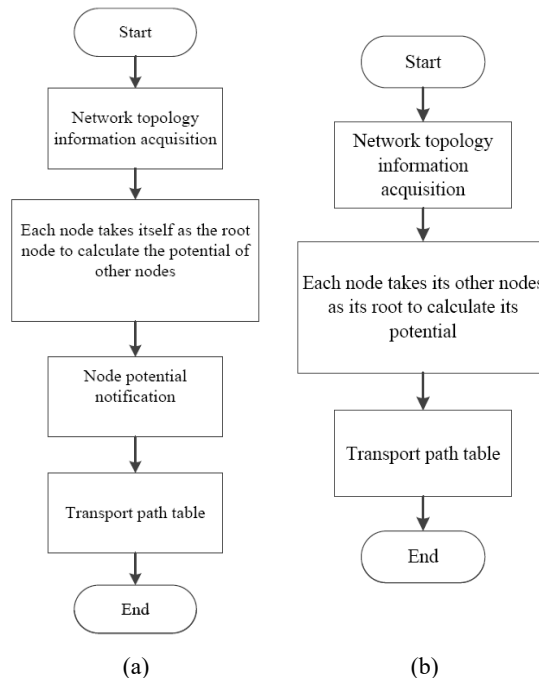 Start
Network topology
information acquisition
Each node takes itself as the root
node to calculate the potential of
other nodes
Node potential
notification
Transport path table
End
(a)
Start
Network topology
information
acquisition
Each node takes its other nodes
as its root to calculate its
potential
Transport path table
End
(b)